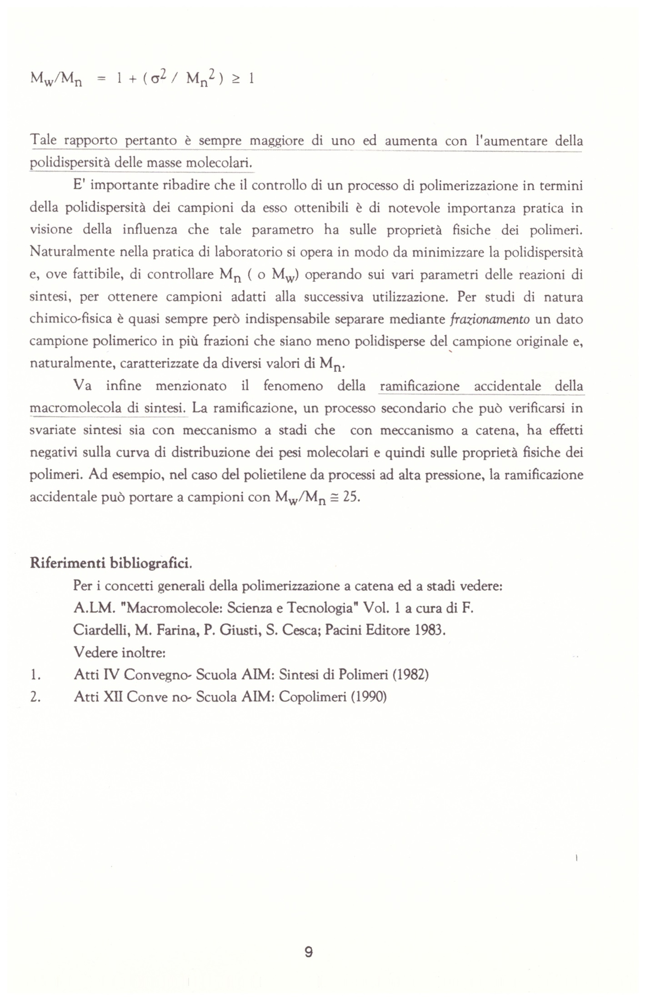 Mw/Mn = 1 + ( σ2 / Mn2 ) ≥ 1
Tale rapporto pertanto è sempre maggiore di uno ed aumenta con l'aumentare della
polidispersità delle masse molecolari.
E' importante ribadire che il controllo di un processo di polimerizzazione in termini
della polidispersità dei campioni da esso ottenibili è di notevole importanza pratica in
visione della influenza che tale parametro ha sulle proprietà fisiche dei polimeri.
Naturalmente nella pratica di laboratorio si opera in modo da minimizzare la polidispersità
e, ove fattibile, di controllare Mn ( o Mw) operando sui vari parametri delle reazioni di
sintesi, per ottenere campioni adatti alla successiva utilizzazione. Per studi di natura
chimico-fisica è quasi sempre però indispensabile separare mediante frazionamento un dato
campione polimerico in più frazioni che siano meno polidisperse del campione originale e,
naturalmente, caratterizzate da diversi valori di Mn.
Va infine menzionato il fenomeno della ramificazione accidentale della
macromolecola di sintesi. La ramificazione, un processo secondario che può verificarsi in
svariate sintesi sia con meccanismo a stadi che con meccanismo a catena, ha effetti
negativi sulla curva di distribuzione dei pesi molecolari e quindi sulle proprietà fisiche dei
polimeri. Ad esempio, nel caso del polietilene da processi ad alta pressione, la ramificazione
accidentale può portare a campioni con Mw/Mn ≅ 25.
Riferimenti bibliografici.
Per i concetti generali della polimerizzazione a catena ed a stadi vedere:
A.I.M. "Macromolecole: Scienza e Tecnologia" Vol. 1 a cura di F.
Ciardelli, M. Farina, P. Giusti, S. Cesca; Pacini Editore 1983.
Vedere inoltre:
1. Atti IV Convegno- Scuola AIM: Sintesi di Polimeri (1982)
2. Atti XII Conve no- Scuola AIM: Copolimeri (1990)
9